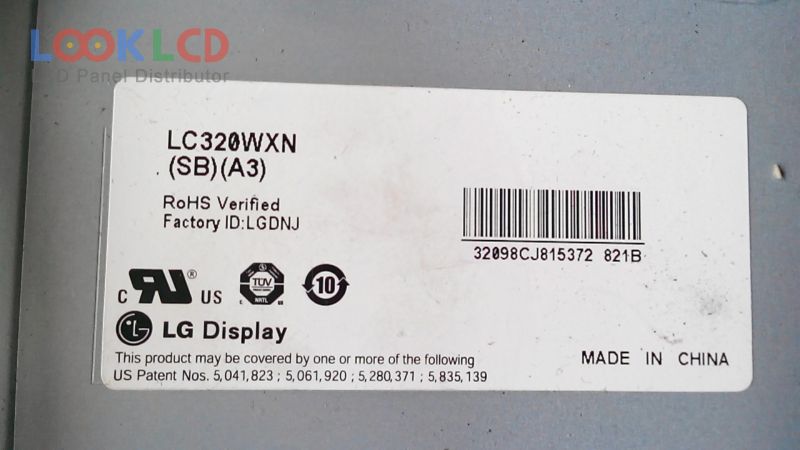 LOOKLCD
D Panel Distributor
LC320WXN
(SB)(A3)
RoHS Verified
Factory ID:LGDNJ
32098CJ815372 821B
C RU ® US
TÜV
NRTL
10
LG Display
This product may be covered by one or more of the following
US Patent Nos. 5,041,823 ; 5,061,920 ; 5,280,371 ; 5,835,139
MADE IN CHINA